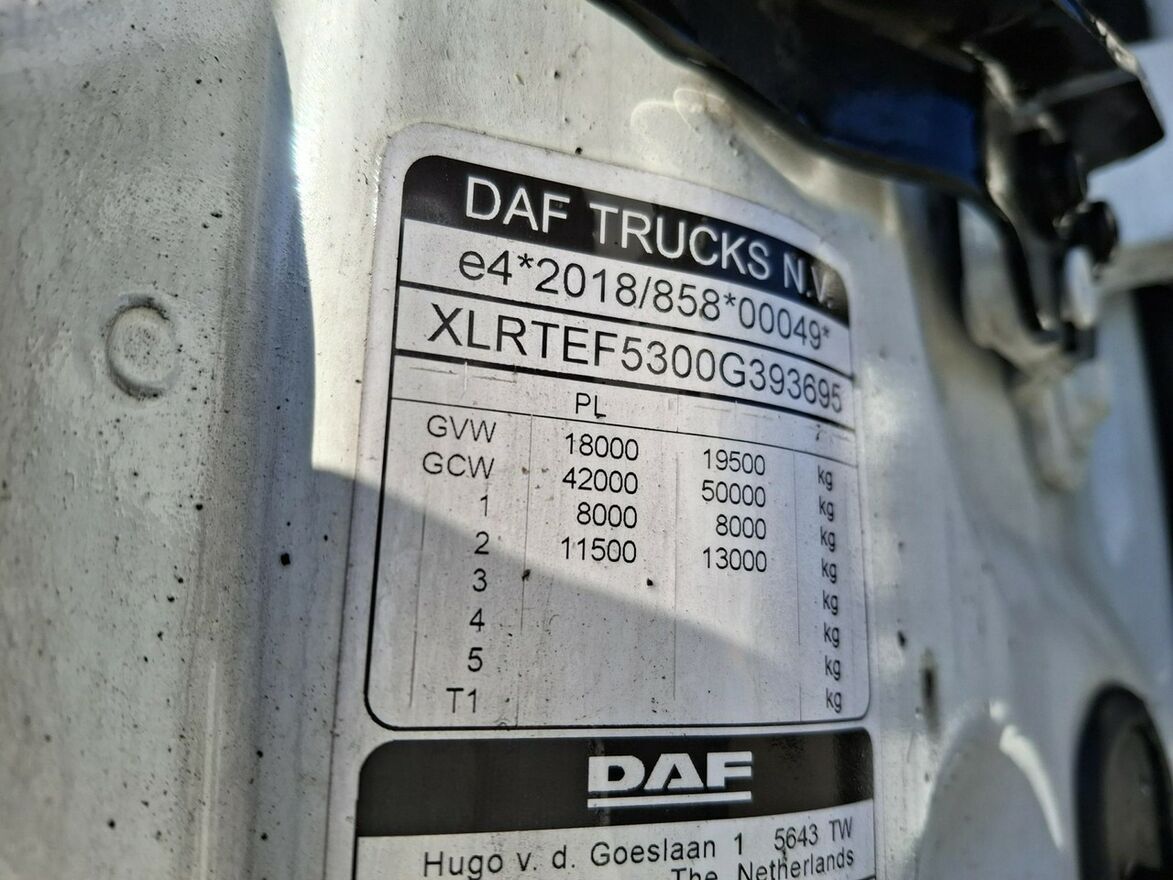 DAF TRUCKS N.V.
e4*2018/858*00049*
XLRTEF5300G393695
PL
GVW 18000 19500 kg
GCW 42000 50000 kg
1 8000 8000 kg
2 11500 13000 kg
3 kg
4 kg
5 kg
T1 kg
DAF
Hugo v. d. Goeslaan 1 5643 TW
The Netherlands